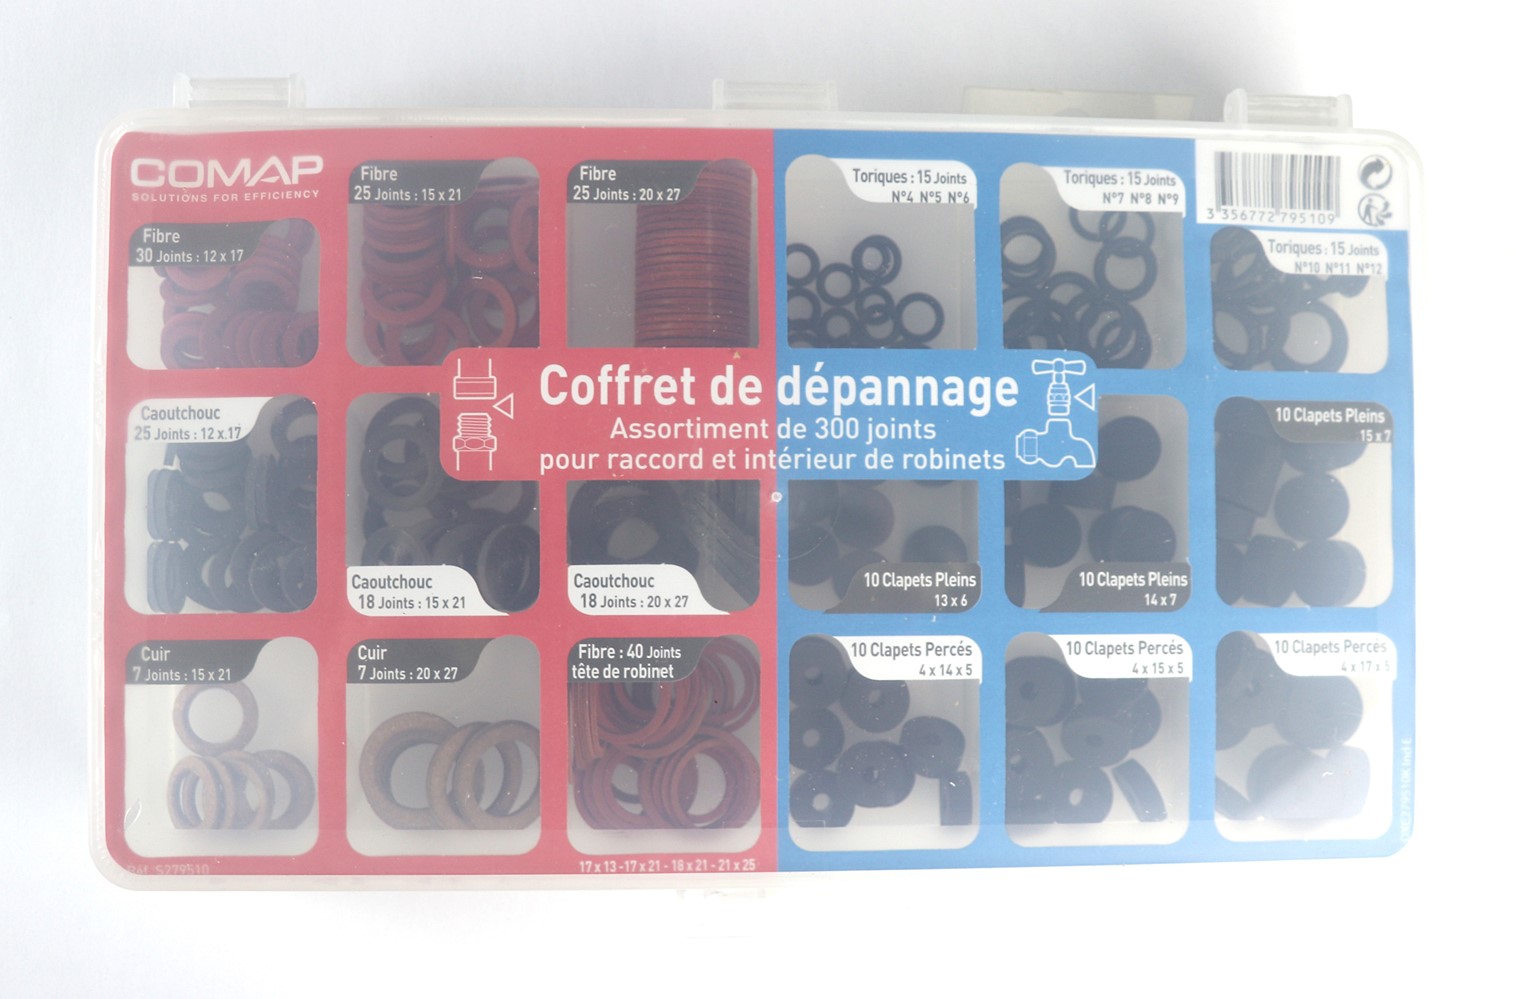 COMAP
SOLUTIONS FOR EFFICIENCY
Fibre
30 Joints : 12 x 17
Fibre
25 Joints : 15 x 21
Fibre
25 Joints : 20 x 27
Toriques : 15 Joints
N°4 N°5 N°6
Toriques : 15 Joints
N°7 N°8 N°9
3 356772 795109
Toriques : 15 Joints
N°10 N°11 N°12
Coffret de dépannage
Assortiment de 300 joints
pour raccord et intérieur de robinets
Caoutchouc
25 Joints : 12 x 17
Caoutchouc
18 Joints : 15 x 21
Caoutchouc
18 Joints : 20 x 27
10 Clapets Pleins
13 x 6
10 Clapets Pleins
14 x 7
10 Clapets Pleins
15 x 7
Cuir
7 Joints : 15 x 21
Cuir
7 Joints : 20 x 27
Fibre : 40 Joints
tête de robinet
10 Clapets Percés
4 x 14 x 5
10 Clapets Percés
4 x 15 x 5
10 Clapets Percés
4 x 17 x 5
Réf. S279510
17 x 13 - 17 x 21 - 18 x 21 - 21 x 25